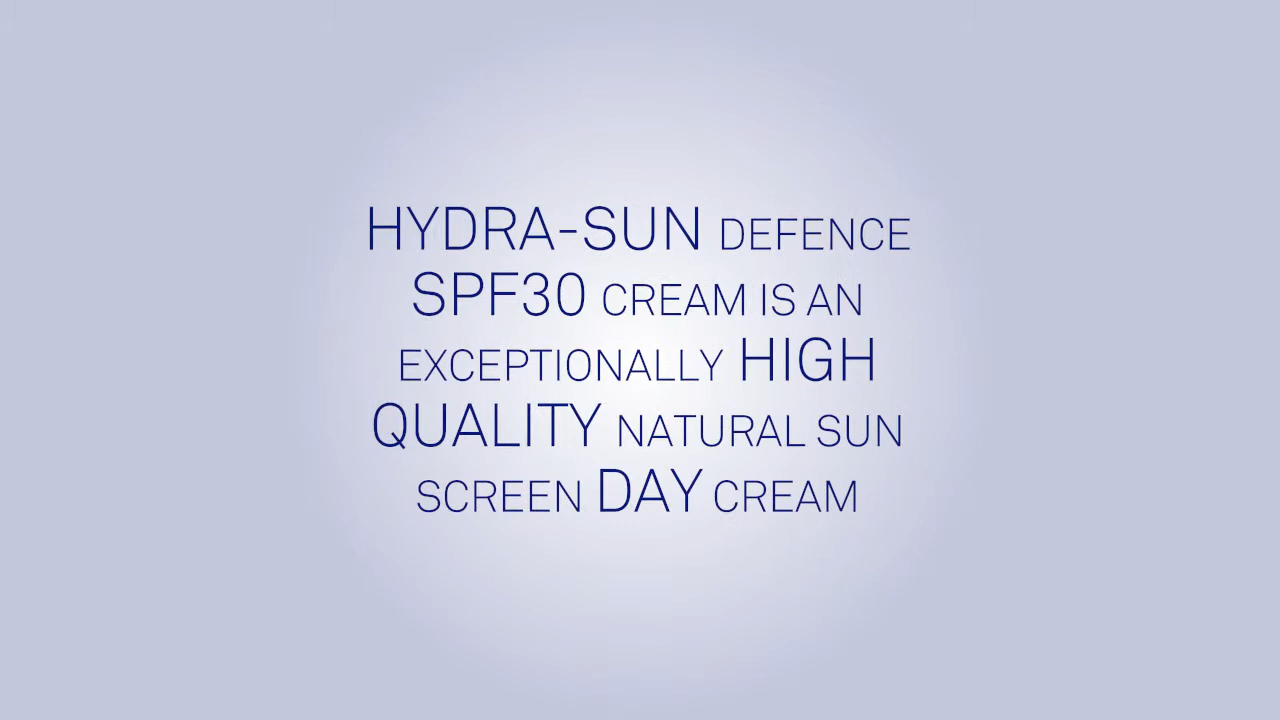 HYDRA-SUN DEFENCE
SPF30 CREAM IS AN
EXCEPTIONALLY HIGH
QUALITY NATURAL SUN
SCREEN DAY CREAM